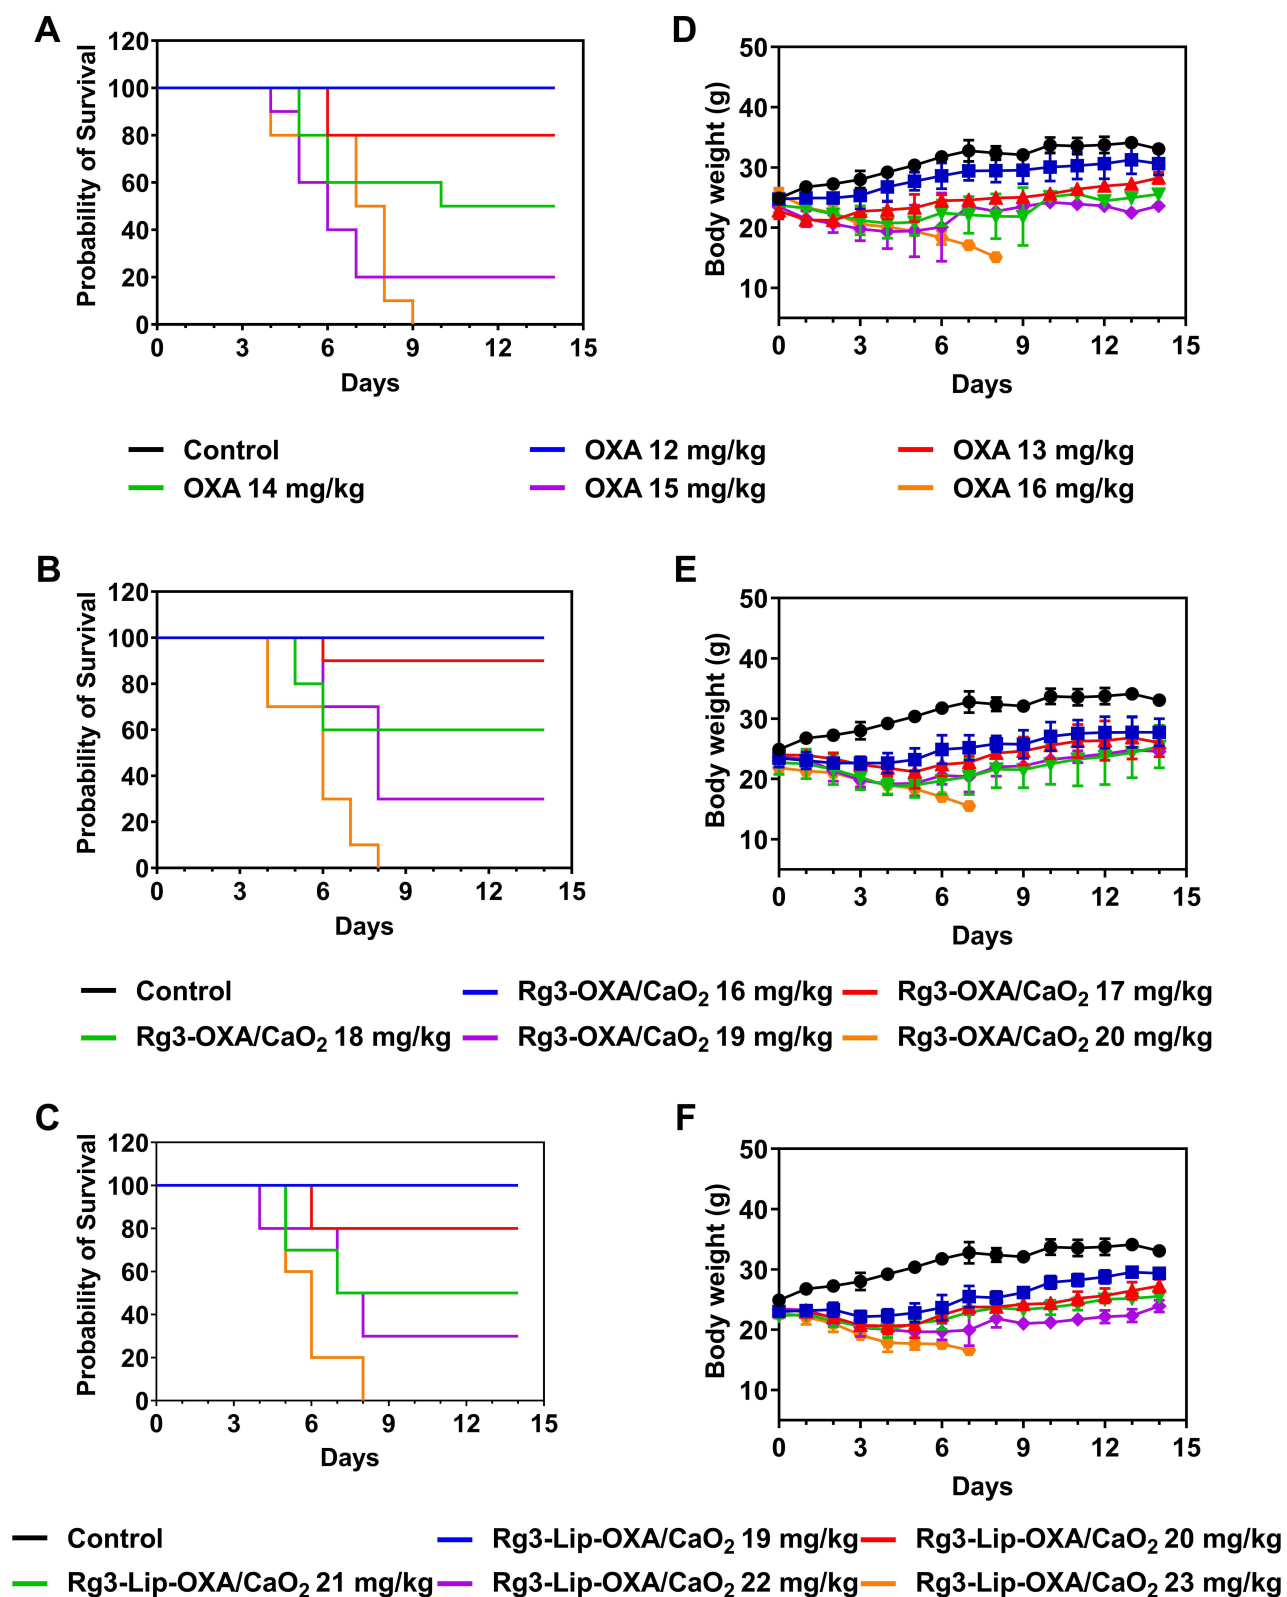 A
Probability of Survival
120
100
80
60
40
20
0
0 3 6 9 12 15
Days
D
Body weight (g)
50
40
30
20
10
0 3 6 9 12 15
Days
Control OXA 12 mg/kg OXA 13 mg/kg
OXA 14 mg/kg OXA 15 mg/kg OXA 16 mg/kg
B
Probability of Survival
120
100
80
60
40
20
0
0 3 6 9 12 15
Days
E
Body weight (g)
50
40
30
20
10
0 3 6 9 12 15
Days
Control Rg3-OXA/CaO₂ 16 mg/kg Rg3-OXA/CaO₂ 17 mg/kg
Rg3-OXA/CaO₂ 18 mg/kg Rg3-OXA/CaO₂ 19 mg/kg Rg3-OXA/CaO₂ 20 mg/kg
C
Probability of Survival
120
100
80
60
40
20
0
0 3 6 9 12 15
Days
F
Body weight (g)
50
40
30
20
10
0 3 6 9 12 15
Days
Control Rg3-Lip-OXA/CaO₂ 19 mg/kg Rg3-Lip-OXA/CaO₂ 20 mg/kg
Rg3-Lip-OXA/CaO₂ 21 mg/kg Rg3-Lip-OXA/CaO₂ 22 mg/kg Rg3-Lip-OXA/CaO₂ 23 mg/kg